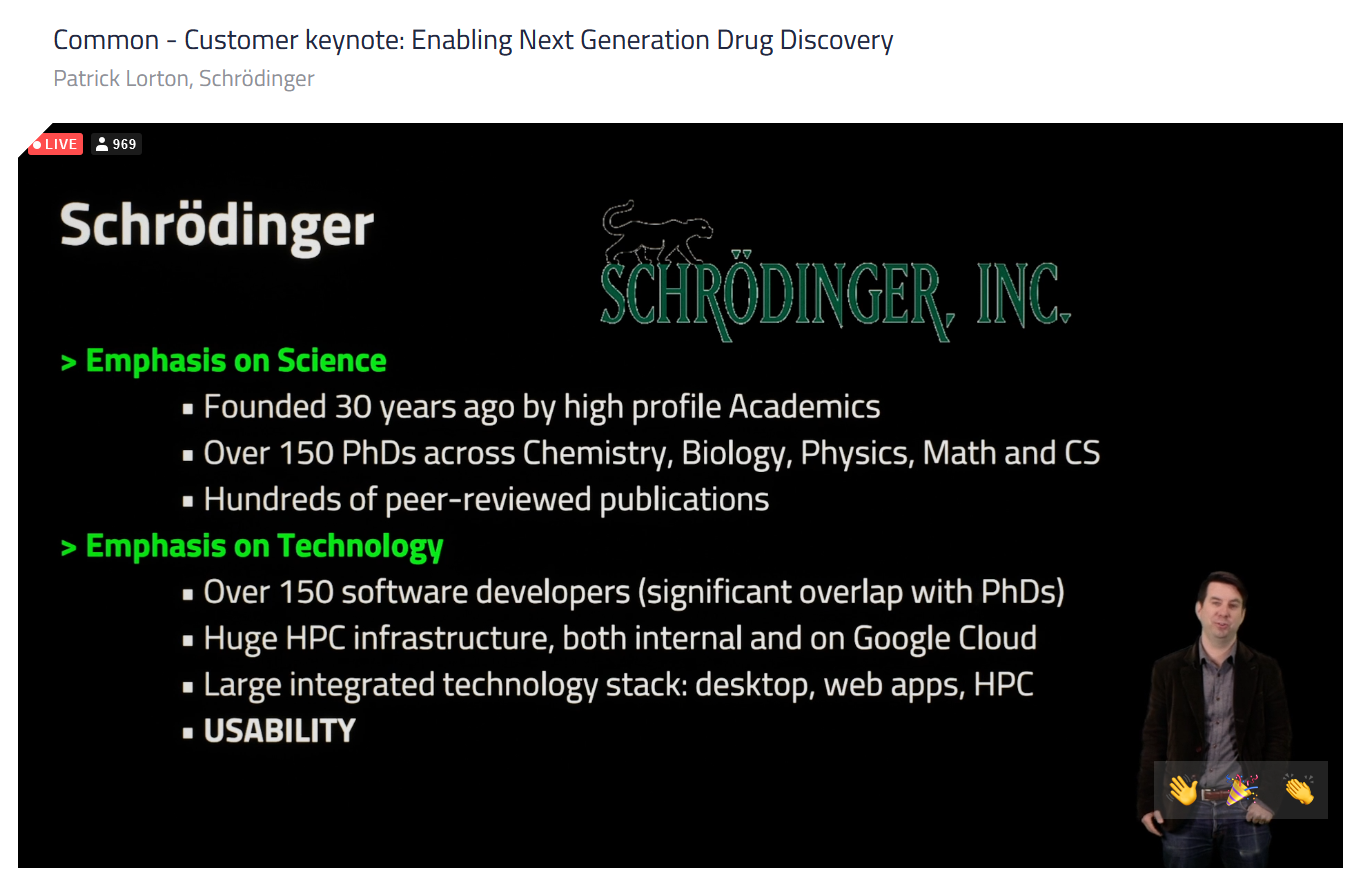 Common - Customer keynote: Enabling Next Generation Drug Discovery
Patrick Lorton, Schrödinger
LIVE 969
Schrödinger
SCHRÖDINGER, INC.
> Emphasis on Science
▪ Founded 30 years ago by high profile Academics
▪ Over 150 PhDs across Chemistry, Biology, Physics, Math and CS
▪ Hundreds of peer-reviewed publications
> Emphasis on Technology
▪ Over 150 software developers (significant overlap with PhDs)
▪ Huge HPC infrastructure, both internal and on Google Cloud
▪ Large integrated technology stack: desktop, web apps, HPC
▪ USABILITY